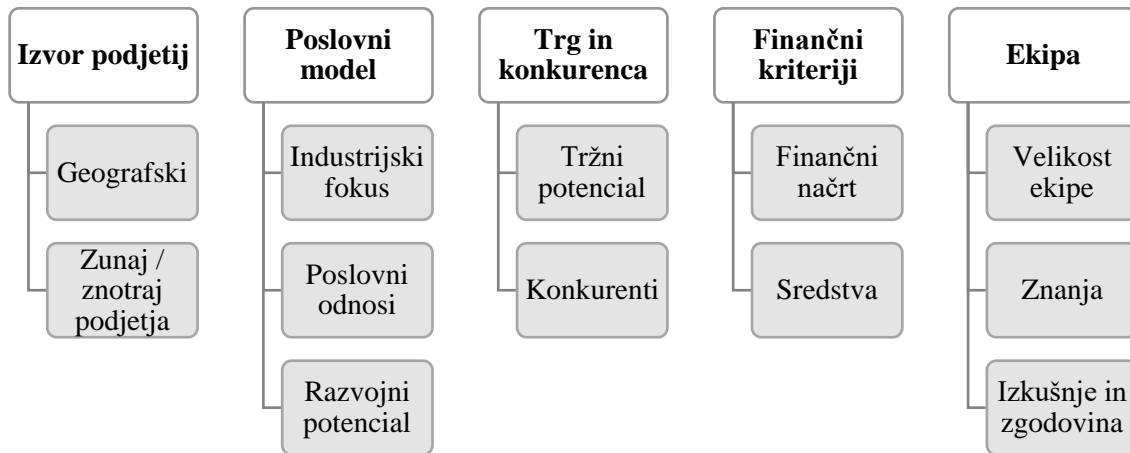 Izvor podjetij
Geografski
Zunaj /
znotraj
podjetja
Poslovni
model
Industrijski
fokus
Poslovni
odnosi
Razvojni
potencial
Trg in
konkurenca
Tržni
potencial
Konkurenti
Finančni
kriteriji
Finančni
načrt
Sredstva
Ekipa
Velikost
ekipe
Znanja
Izkušnje in
zgodovina